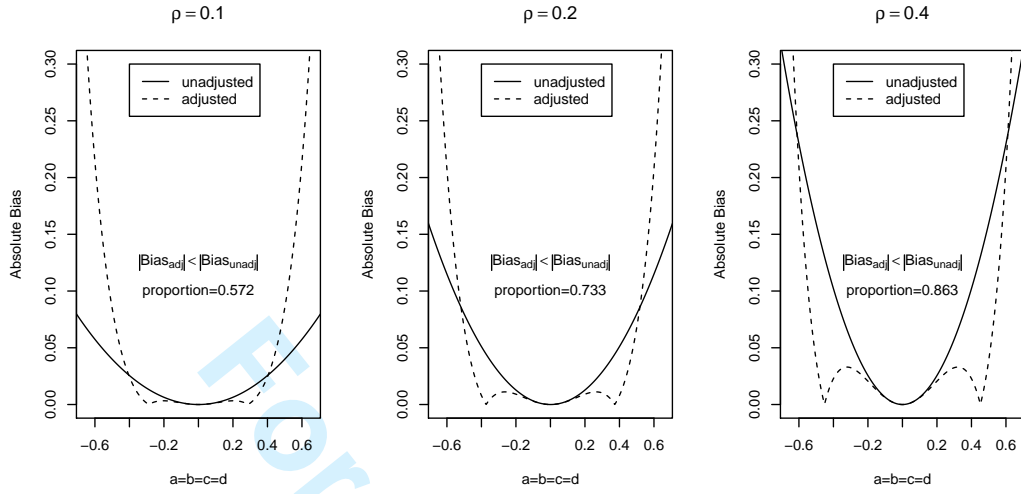 ρ = 0.1
unadjusted
adjusted
|Bias_adj| < |Bias_unadj|
proportion=0.572
Absolute Bias
0.00 0.05 0.10 0.15 0.20 0.25 0.30
−0.6 −0.2 0.2 0.4 0.6
a=b=c=d
ρ = 0.2
unadjusted
adjusted
|Bias_adj| < |Bias_unadj|
proportion=0.733
Absolute Bias
0.00 0.05 0.10 0.15 0.20 0.25 0.30
−0.6 −0.2 0.2 0.4 0.6
a=b=c=d
ρ = 0.4
unadjusted
adjusted
|Bias_adj| < |Bias_unadj|
proportion=0.863
Absolute Bias
0.00 0.05 0.10 0.15 0.20 0.25 0.30
−0.6 −0.2 0.2 0.4 0.6
a=b=c=d
For